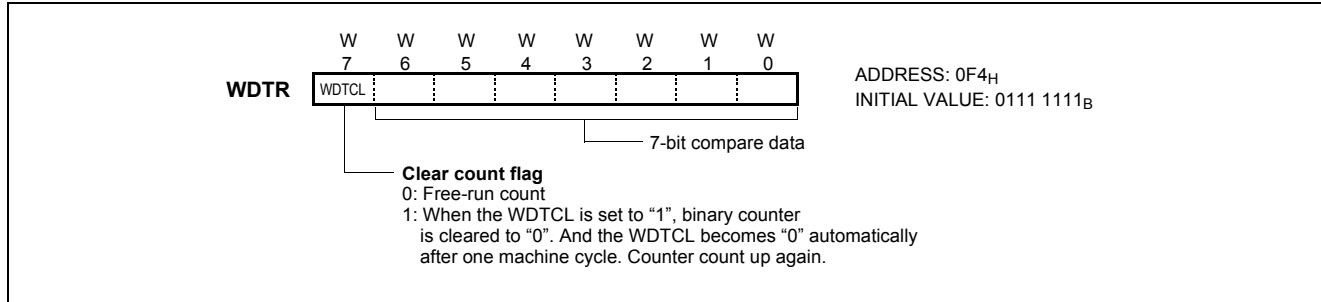 W W W W W W W W
7 6 5 4 3 2 1 0
WDTR WDTCL
ADDRESS: 0F4H
INITIAL VALUE: 0111 1111B
7-bit compare data
Clear count flag
0: Free-run count
1: When the WDTCL is set to “1”, binary counter
is cleared to “0”. And the WDTCL becomes “0” automatically
after one machine cycle. Counter count up again.